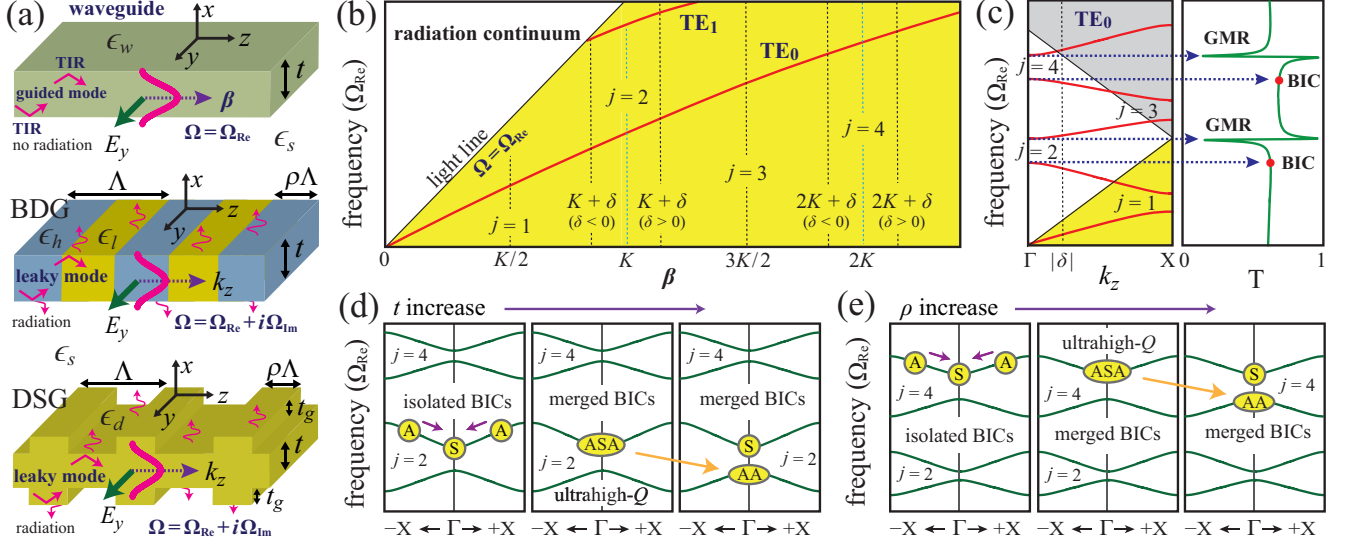 (a)
waveguide
x
z
y
ϵw
t
TIR
guided mode
β
TIR
no radiation
Ey
Ω = ΩRe
ϵs
Λ
ρΛ
BDG
x
z
y
ϵh
ϵl
t
leaky mode
kz
radiation
Ey
Ω = ΩRe + iΩIm
ϵs
Λ
ρΛ
DSG
x
z
y
tg
ϵd
t
leaky mode
kz
tg
radiation
Ey
Ω = ΩRe + iΩIm
(b)
frequency (ΩRe)
radiation continuum
TE1
TE0
light line
Ω = ΩRe
j = 2
j = 4
j = 3
j = 1
K + δ
(δ < 0)
K + δ
(δ > 0)
2K + δ
(δ < 0)
2K + δ
(δ > 0)
0
K/2
K
β
3K/2
2K
(c)
frequency (ΩRe)
TE0
GMR
j = 4
BIC
j = 3
GMR
j = 2
BIC
j = 1
Γ
|δ|
kz
X
0
T
1
(d)
t increase
frequency (ΩRe)
j = 4
isolated BICs
A
S
A
j = 2
j = 4
merged BICs
ASA
j = 2
ultrahigh-Q
j = 4
merged BICs
S
AA
j = 2
−X ← Γ → +X
−X ← Γ → +X
−X ← Γ → +X
(e)
ρ increase
frequency (ΩRe)
A
S
A
j = 4
isolated BICs
j = 2
ultrahigh-Q
ASA
j = 4
merged BICs
j = 2
S
j = 4
AA
merged BICs
j = 2
−X ← Γ → +X
−X ← Γ → +X
−X ← Γ → +X